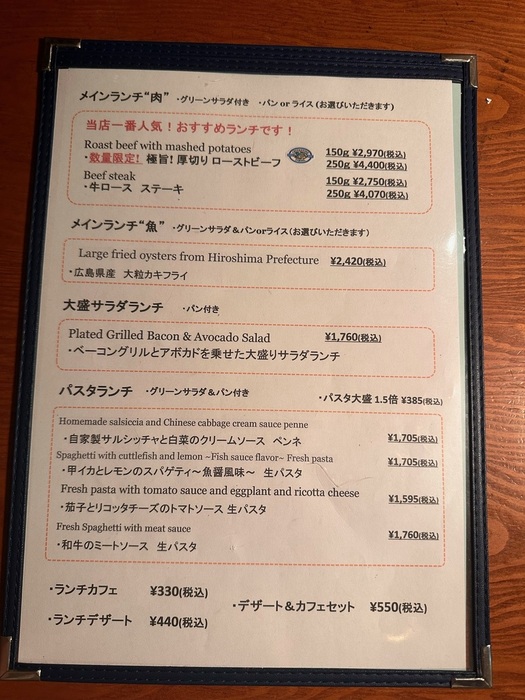 メインランチ“肉” ・グリーンサラダ付き ・パン or ライス (お選びいただきます)
当店一番人気！おすすめランチです！
Roast beef with mashed potatoes
・数量限定! 極旨! 厚切り ローストビーフ
150g ¥2,970(税込)
250g ¥4,400(税込)
Beef steak
・牛ロース ステーキ
150g ¥2,750(税込)
250g ¥4,070(税込)
メインランチ“魚” ・グリーンサラダ＆パンorライス（お選びいただきます）
Large fried oysters from Hiroshima Prefecture ¥2,420(税込)
・広島県産 大粒カキフライ
大盛サラダランチ ・パン付き
Plated Grilled Bacon & Avocado Salad ¥1,760(税込)
・ベーコングリルとアボカドを乗せた大盛りサラダランチ
パスタランチ ・グリーンサラダ＆パン付き ・パスタ大盛 1.5倍 ¥385(税込)
Homemade salsiccia and Chinese cabbage cream sauce penne
・自家製サルシッチャと白菜のクリームソース ペンネ ¥1,705(税込)
Spaghetti with cuttlefish and lemon ~Fish sauce flavor~ Fresh pasta
・甲イカとレモンのスパゲティ～魚醤風味～ 生パスタ ¥1,705(税込)
Fresh pasta with tomato sauce and eggplant and ricotta cheese
・茄子とリコッタチーズのトマトソース 生パスタ ¥1,595(税込)
Fresh Spaghetti with meat sauce
・和牛のミートソース 生パスタ ¥1,760(税込)
・ランチカフェ ¥330(税込)
・デザート＆カフェセット ¥550(税込)
・ランチデザート ¥440(税込)